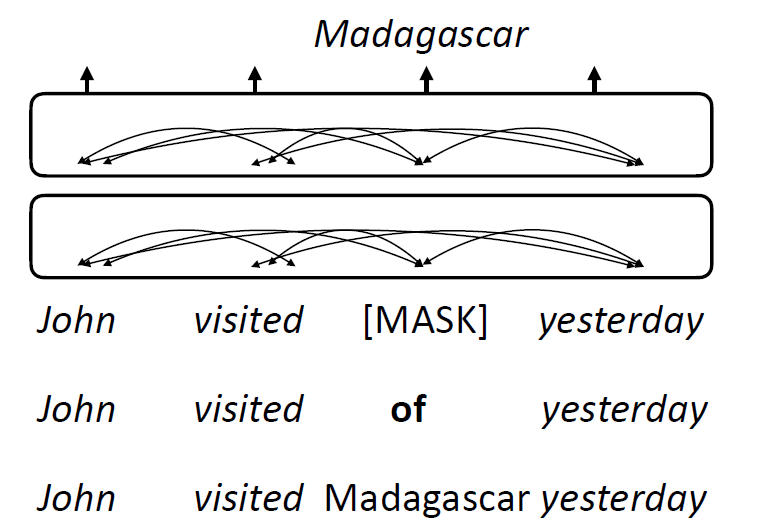 Madagascar
John visited [MASK] yesterday
John visited of yesterday
John visited Madagascar yesterday